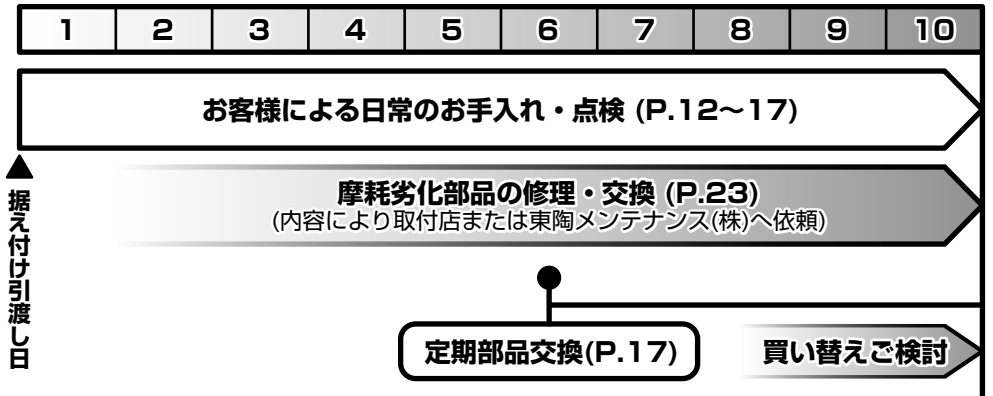 1 2 3 4 5 6 7 8 9 10
お客様による日常のお手入れ・点検 (P.12～17)
据え付け引渡し日
摩耗劣化部品の修理・交換 (P.23)
(内容により取付店または東陶メンテナンス(株)へ依頼)
定期部品交換(P.17)
買い替えご検討